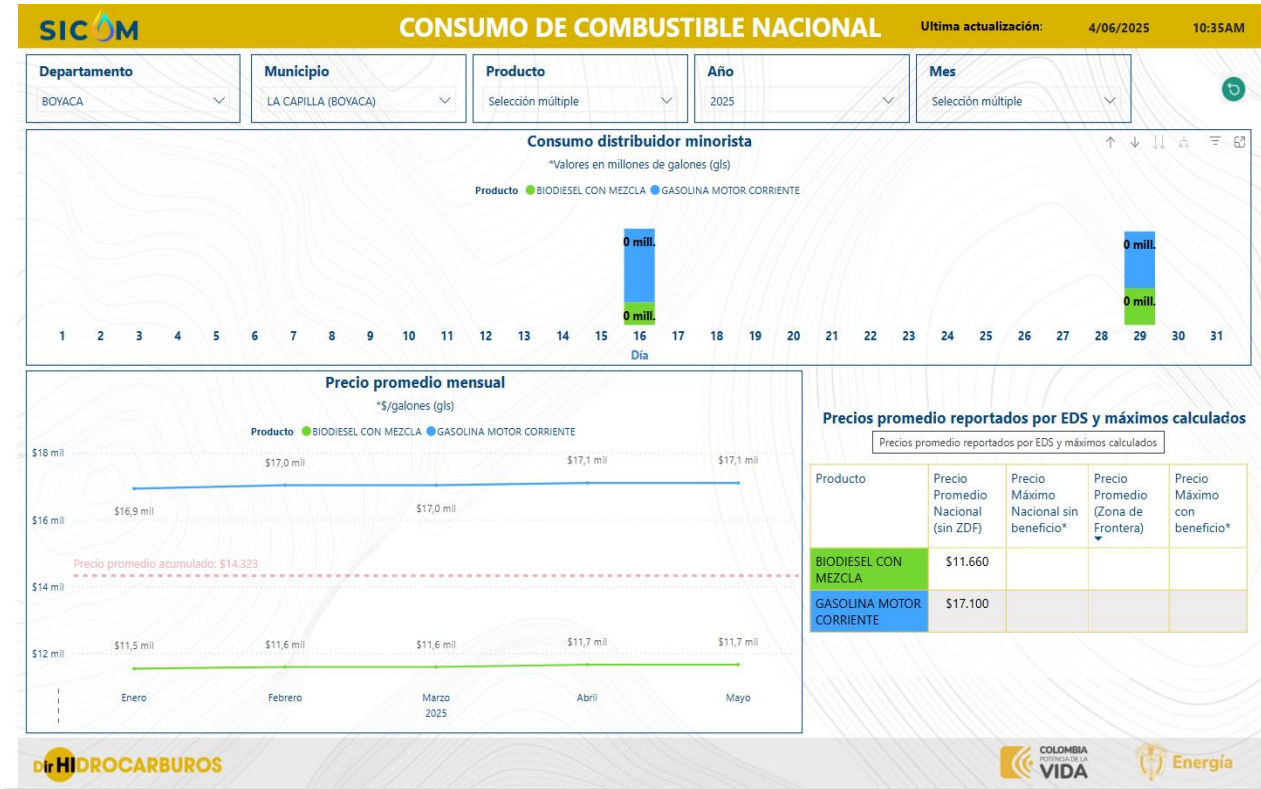 SICOM
CONSUMO DE COMBUSTIBLE NACIONAL
Ultima actualización: 4/06/2025 10:35AM
Departamento
BOYACA
Municipio
LA CAPILLA (BOYACA)
Producto
Selección múltiple
Año
2025
Mes
Selección múltiple
Consumo distribuidor minorista
*Valores en millones de galones (gls)
Producto BIODIESEL CON MEZCLA GASOLINA MOTOR CORRIENTE
0 mill. 0 mill.
0 mill. 0 mill.
1 2 3 4 5 6 7 8 9 10 11 12 13 14 15 16 17 18 19 20 21 22 23 24 25 26 27 28 29 30 31
Día
Precio promedio mensual
*$/galones (gls)
Producto BIODIESEL CON MEZCLA GASOLINA MOTOR CORRIENTE
$18 mil
$17,0 mil $17,1 mil $17,1 mil
$16,9 mil $17,0 mil
$16 mil
Precio promedio acumulado: $14.323
$14 mil
$11,5 mil $11,6 mil $11,6 mil $11,7 mil $11,7 mil
$12 mil
Enero Febrero Marzo Abril Mayo
2025
Precios promedio reportados por EDS y máximos calculados
Precios promedio reportados por EDS y máximos calculados
Producto
Precio
Promedio
Nacional
(sin ZDF)
Precio
Máximo
Nacional sin
beneficio*
Precio
Promedio
(Zona de
Frontera)
Precio
Máximo
con
beneficio*
BIODIESEL CON
MEZCLA
$11.660
GASOLINA MOTOR
CORRIENTE
$17.100
Dir HIDROCARBUROS
COLOMBIA
POTENCIA DE LA
VIDA
Energía